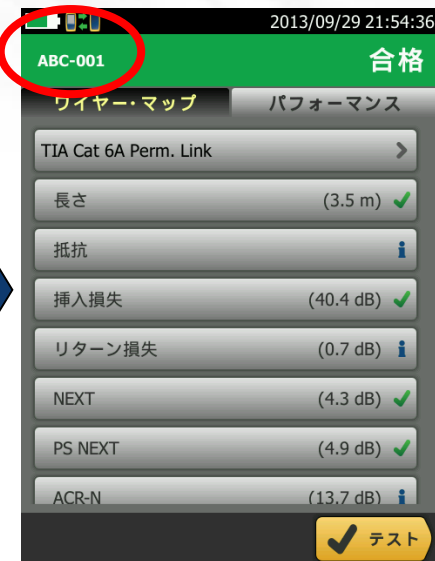 2013/09/29 21:54:36
ABC-001 合格
ワイヤー・マップ パフォーマンス
TIA Cat 6A Perm. Link
長さ (3.5 m)
抵抗
挿入損失 (40.4 dB)
リターン損失 (0.7 dB)
NEXT (4.3 dB)
PS NEXT (4.9 dB)
ACR-N (13.7 dB)
テスト